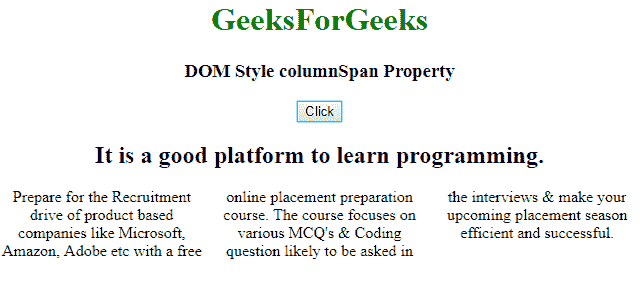 GeeksForGeeks
DOM Style columnSpan Property
Click
It is a good platform to learn programming.
Prepare for the Recruitment
drive of product based
companies like Microsoft,
Amazon, Adobe etc with a free
online placement preparation
course. The course focuses on
various MCQ's & Coding
question likely to be asked in
the interviews & make your
upcoming placement season
efficient and successful.